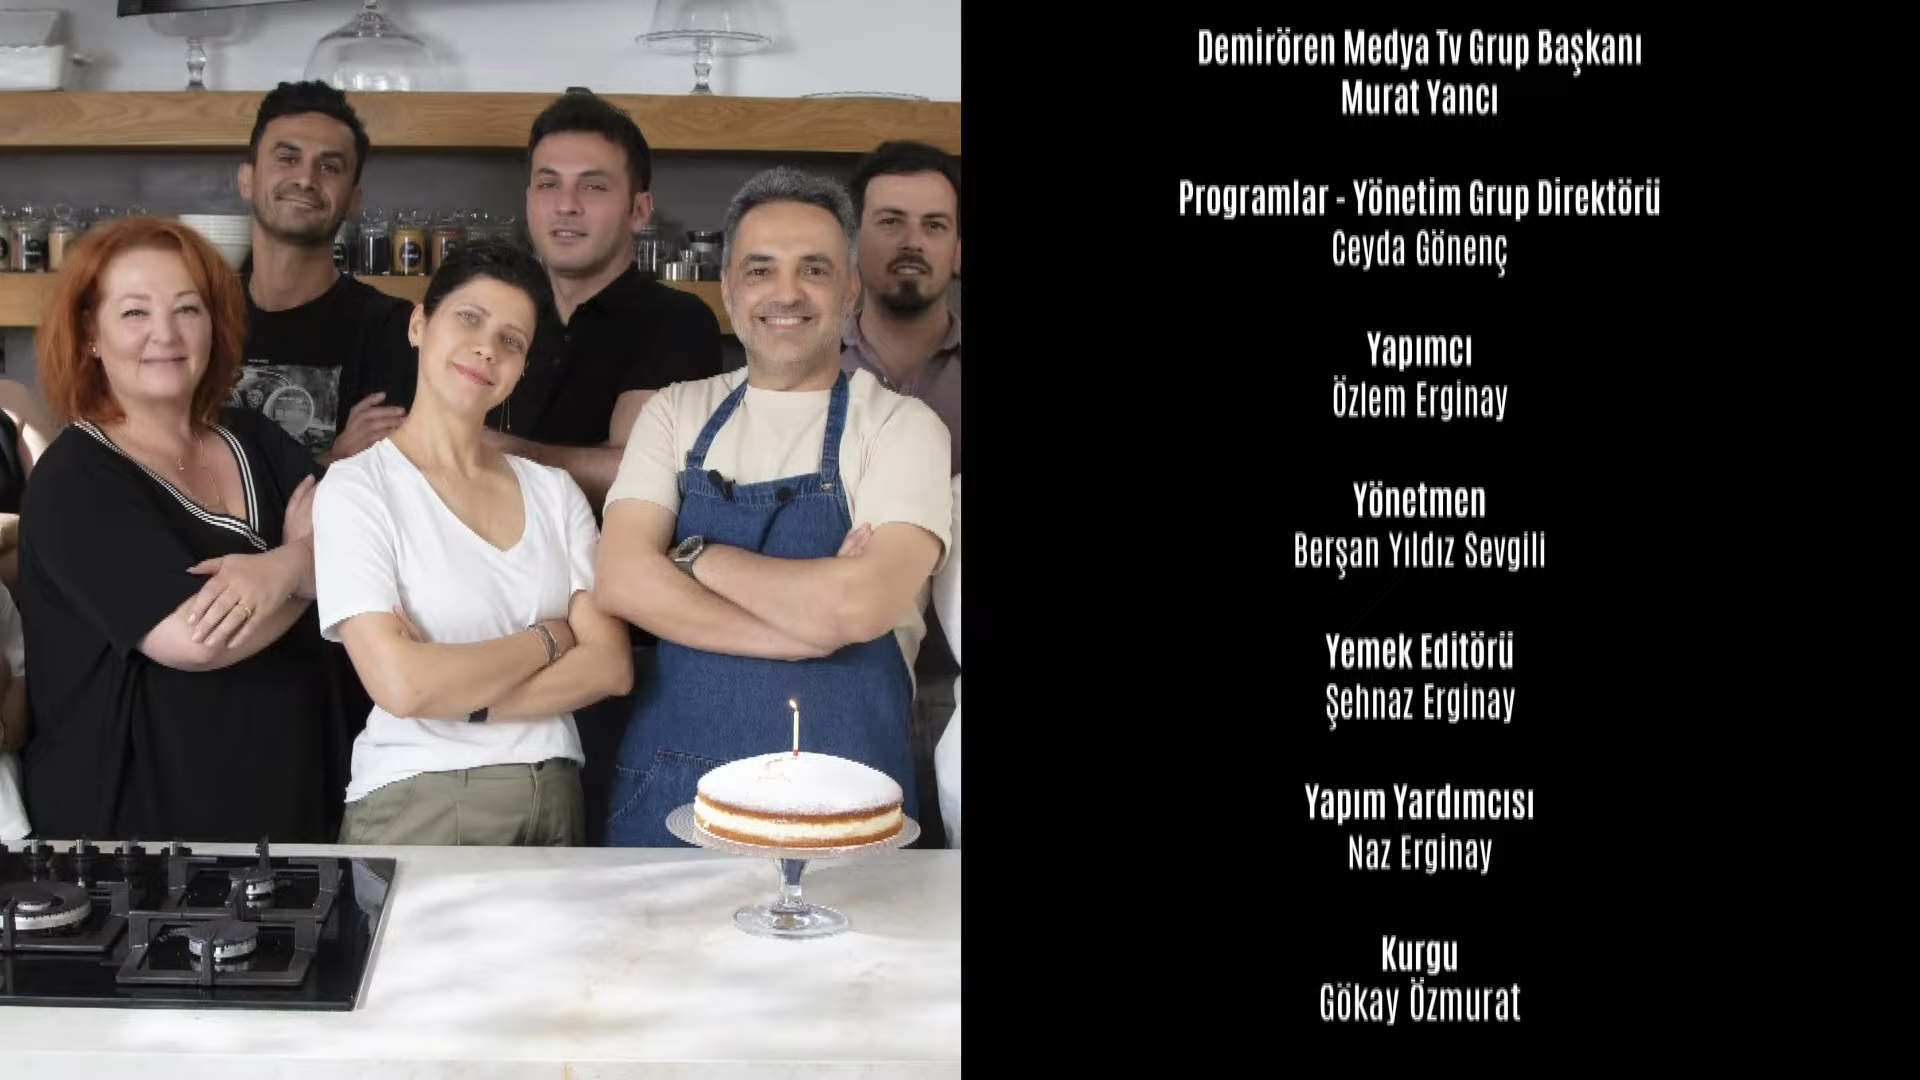 Demirören Medya Tv Grup Başkanı
Murat Yancı
Programlar - Yönetim Grup Direktörü
Ceyda Gönenç
Yapımcı
Özlem Erginay
Yönetmen
Berşan Yıldız Sevgili
Yemek Editörü
Şehnaz Erginay
Yapım Yardımcısı
Naz Erginay
Kurgu
Gökay Özmurat